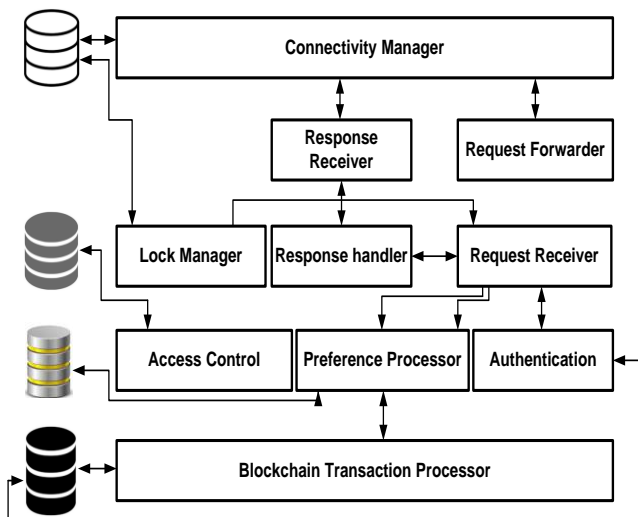 Connectivity Manager
Response
Receiver
Request Forwarder
Lock Manager
Response handler
Request Receiver
Access Control
Preference Processor
Authentication
Blockchain Transaction Processor